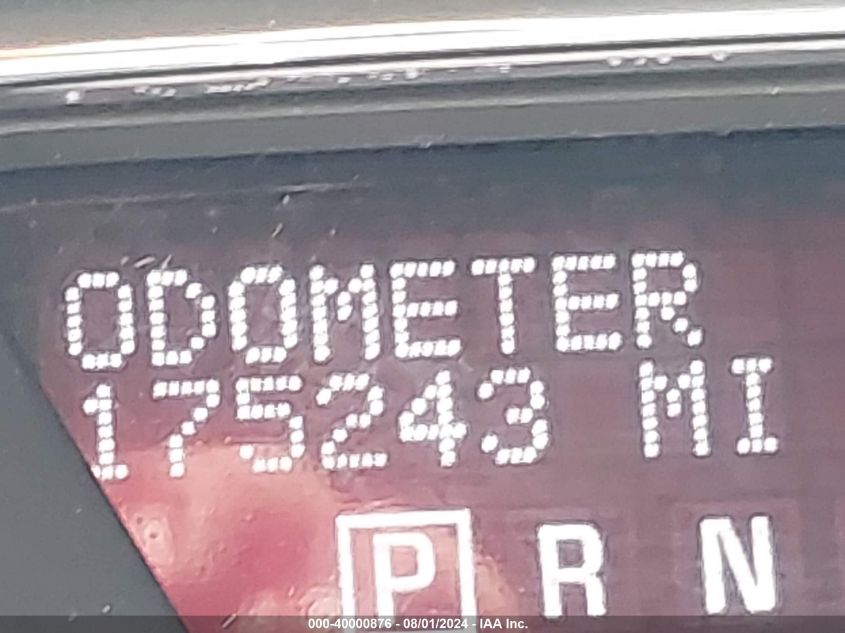 ODOMETER
175243 MI
P R N
000-40000876 - 08/01/2024 - IAA Inc.